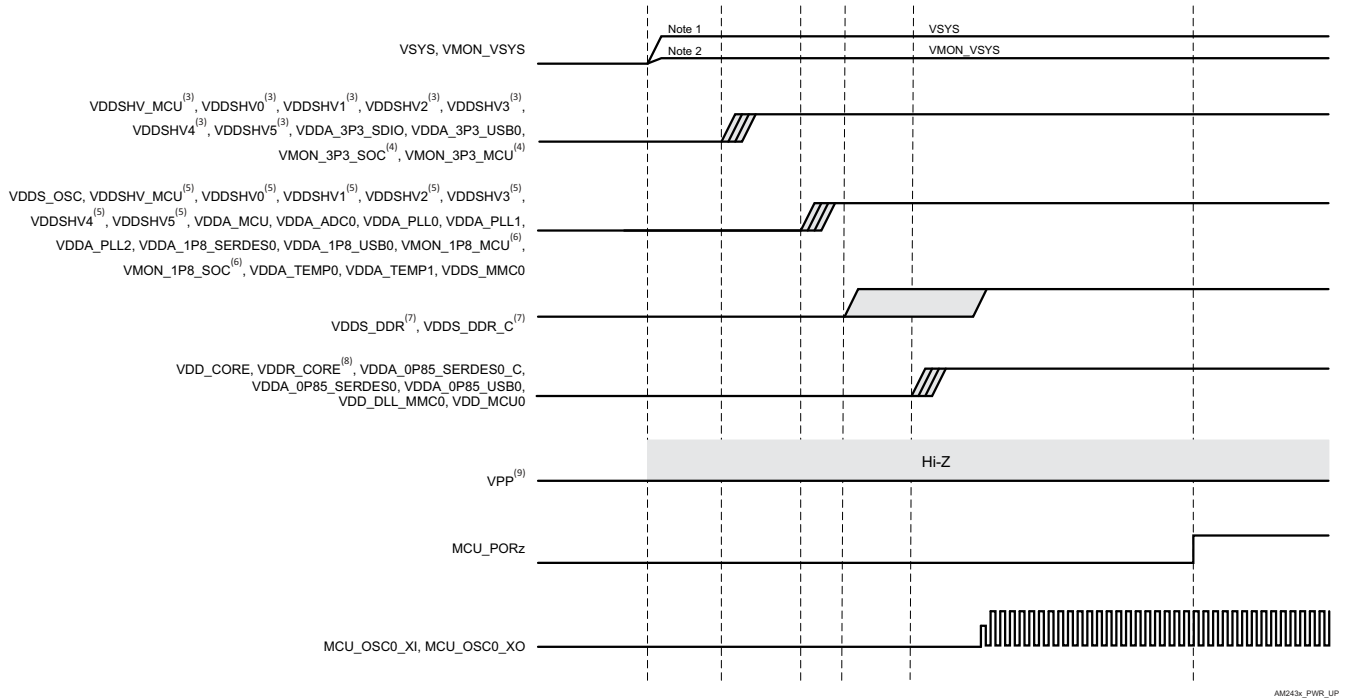 Note 1
VSYS
VSYS, VMON_VSYS
Note 2
VMON_VSYS
VDDSHV_MCU(3), VDDSHV0(3), VDDSHV1(3), VDDSHV2(3), VDDSHV3(3),
VDDSHV4(3), VDDSHV5(3), VDDA_3P3_SDIO, VDDA_3P3_USB0,
VMON_3P3_SOC(4), VMON_3P3_MCU(4)
VDDS_OSC, VDDSHV_MCU(5), VDDSHV0(5), VDDSHV1(5), VDDSHV2(5), VDDSHV3(5),
VDDSHV4(5), VDDSHV5(5), VDDA_MCU, VDDA_ADC0, VDDA_PLL0, VDDA_PLL1,
VDDA_PLL2, VDDA_1P8_SERDES0, VDDA_1P8_USB0, VMON_1P8_MCU(6),
VMON_1P8_SOC(6), VDDA_TEMP0, VDDA_TEMP1, VDDS_MMC0
VDDS_DDR(7), VDDS_DDR_C(7)
VDD_CORE, VDDR_CORE(8), VDDA_0P85_SERDES0_C,
VDDA_0P85_SERDES0, VDDA_0P85_USB0,
VDD_DLL_MMC0, VDD_MCU0
Hi-Z
VPP(9)
MCU_PORz
MCU_OSC0_XI, MCU_OSC0_XO
AM243x_PWR_UP